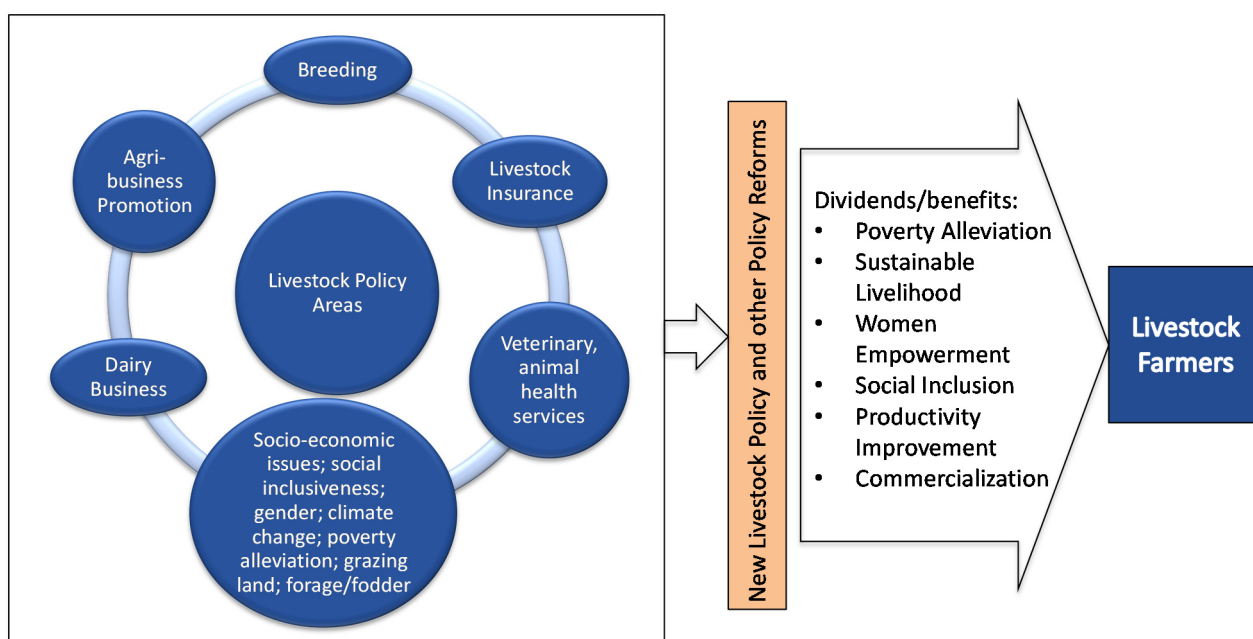 Breeding
Agri-
business
Promotion
Livestock
Insurance
Livestock Policy
Areas
Dairy
Business
Veterinary,
animal
health
services
Socio-economic
issues; social
inclusiveness;
gender; climate
change; poverty
alleviation; grazing
land; forage/fodder
New Livestock Policy and other Policy Reforms
Dividends/benefits:
• Poverty Alleviation
• Sustainable
Livelihood
• Women
Empowerment
• Social Inclusion
• Productivity
Improvement
• Commercialization
Livestock
Farmers